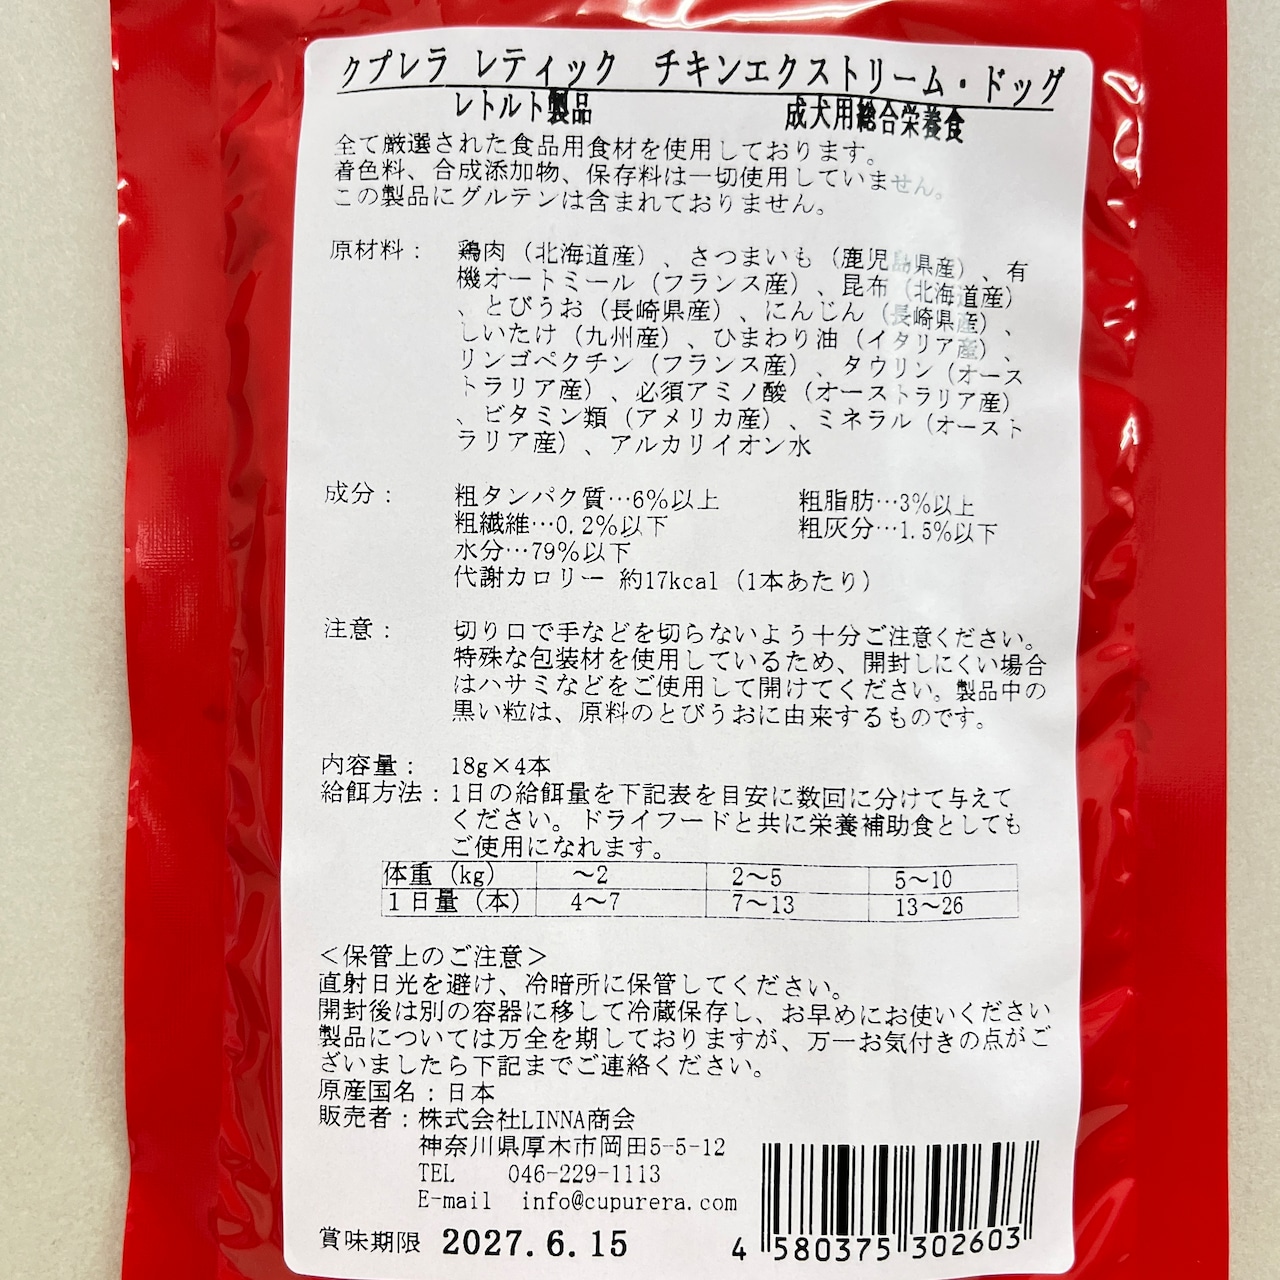 クプレラ レティック チキンエクストリーム・ドッグ
レトルト製品 成犬用総合栄養食
全て厳選された食品用食材を使用しております。
着色料、合成添加物、保存料は一切使用していません。
この製品にグルテンは含まれておりません。
原材料： 鶏肉（北海道産）、さつまいも（鹿児島県産）、有
機オートミール（フランス産）、昆布（北海道産）
、とびうお（長崎県産）、にんじん（長崎県産）、
しいたけ（九州産）、ひまわり油（イタリア産）、
リンゴペクチン（フランス産）、タウリン（オース
トラリア産）、必須アミノ酸（オーストラリア産）
、ビタミン類（アメリカ産）、ミネラル（オースト
ラリア産）、アルカリイオン水
成分： 粗タンパク質…6%以上 粗脂肪…3%以上
粗繊維…0.2%以下 粗灰分…1.5%以下
水分…79%以下
代謝カロリー 約17kcal（1本あたり）
注意： 切り口で手などを切らないよう十分ご注意ください。
特殊な包装材を使用しているため、開封しにくい場合
はハサミなどをご使用して開けてください。製品中の
黒い粒は、原料のとびうおに由来するものです。
内容量： 18g×4本
給餌方法：1日の給餌量を下記表を目安に数回に分けて与えて
ください。ドライフードと共に栄養補助食としても
ご使用になれます。
体重（kg） ～2 2～5 5～10
1日量（本） 4～7 7～13 13～26
＜保管上のご注意＞
直射日光を避け、冷暗所に保管してください。
開封後は別の容器に移して冷蔵保存し、お早めにお使いください
製品については万全を期しておりますが、万一お気付きの点がご
ざいましたら下記までご連絡ください。
原産国名：日本
販売者：株式会社LINNA商会
神奈川県厚木市岡田5-5-12
TEL 046-229-1113
E-mail info@cupurera.com
賞味期限 2027.6.15
4 580375 302603